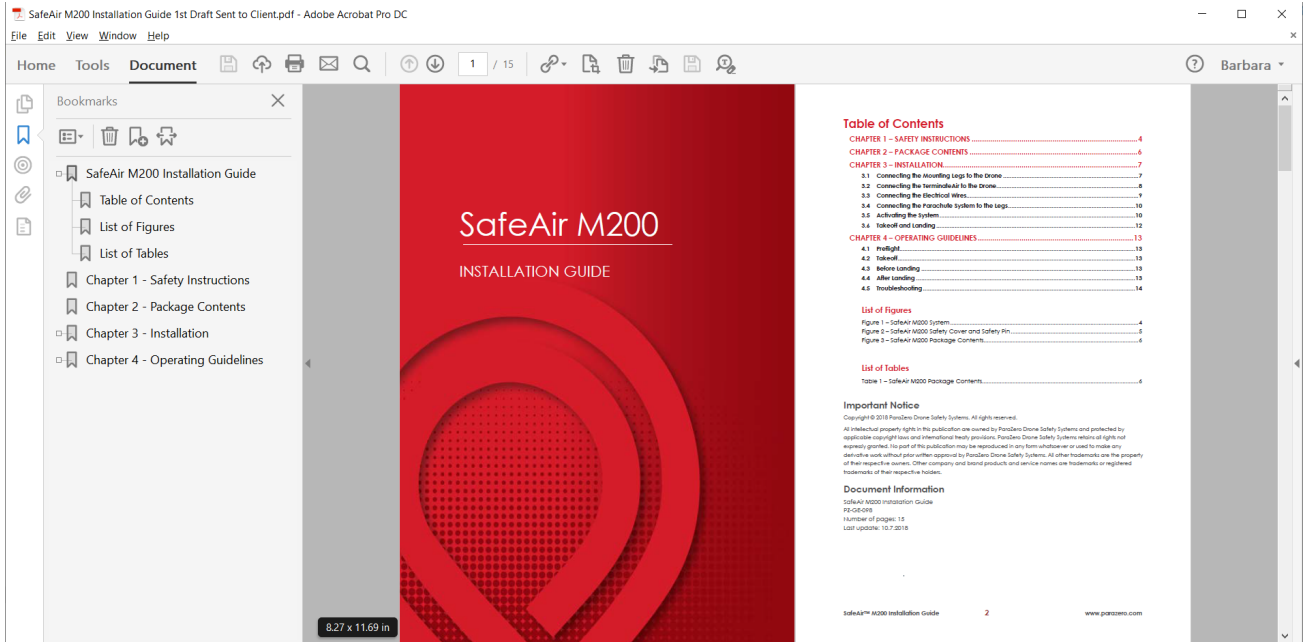 SafeAir M200 Installation Guide 1st Draft Sent to Client.pdf - Adobe Acrobat Pro DC
File Edit View Window Help
Home Tools Document 1 / 15 Barbara
Bookmarks
SafeAir M200 Installation Guide
Table of Contents
List of Figures
List of Tables
Chapter 1 - Safety Instructions
Chapter 2 - Package Contents
Chapter 3 - Installation
Chapter 4 - Operating Guidelines
SafeAir M200
INSTALLATION GUIDE
8.27 x 11.69 in
Table of Contents
CHAPTER 1 – SAFETY INSTRUCTIONS 4
CHAPTER 2 – PACKAGE CONTENTS 6
CHAPTER 3 – INSTALLATION 7
3.1 Connecting the Mounting Legs to the Drone 7
3.2 Connecting the TerminateAir to the Drone 8
3.3 Connecting the Electrical Wires 9
3.4 Connecting the Parachute System to the Legs 10
3.5 Activating the System 10
3.6 Takeoff and Landing 12
CHAPTER 4 – OPERATING GUIDELINES 13
4.1 Preflight 13
4.2 Takeoff 13
4.3 Before Landing 13
4.4 After Landing 13
4.5 Troubleshooting 14
List of Figures
Figure 1 – SafeAir M200 System 4
Figure 2 – SafeAir M200 Safety Cover and Safety Pin 5
Figure 3 – SafeAir M200 Package Contents 6
List of Tables
Table 1 – SafeAir M200 Package Contents 6
Important Notice
Copyright © 2018 ParaZero Drone Safety Systems. All rights reserved.
All intellectual property rights in this publication are owned by ParaZero Drone Safety Systems and protected by
applicable copyright laws and international treaty provisions. ParaZero Drone Safety Systems retains all rights not
expressly granted. No part of this publication may be reproduced in any form whatsoever or used to make any
derivative work without prior written approval by ParaZero Drone Safety Systems. All other trademarks are the property
of their respective owners. Other company and brand products and service names are trademarks or registered
trademarks of their respective holders.
Document Information
SafeAir M200 Installation Guide
PZ-GE-098
Number of pages: 15
Last update: 10.7.2018
SafeAir™ M200 Installation Guide 2 www.parazero.com